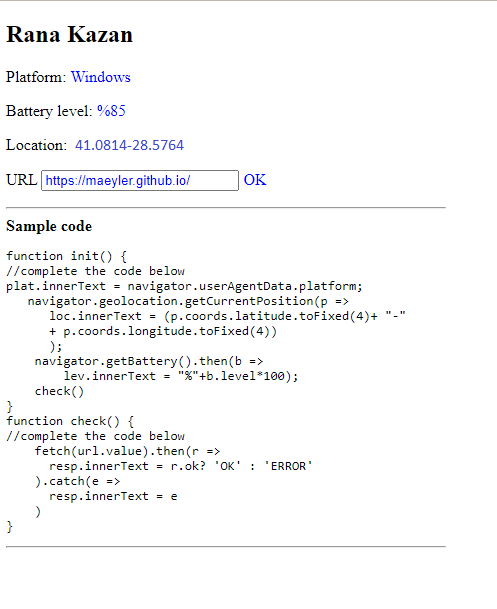 Rana Kazan
Platform: Windows
Battery level: %85
Location: 41.0814-28.5764
URL https://maeyler.github.io/ OK
Sample code
function init() {
//complete the code below
plat.innerText = navigator.userAgentData.platform;
navigator.geolocation.getCurrentPosition(p =>
loc.innerText = (p.coords.latitude.toFixed(4)+ "-"
+ p.coords.longitude.toFixed(4))
);
navigator.getBattery().then(b =>
lev.innerText = "%"+b.level*100);
check()
}
function check() {
//complete the code below
fetch(url.value).then(r =>
resp.innerText = r.ok? 'OK' : 'ERROR'
).catch(e =>
resp.innerText = e
)
}